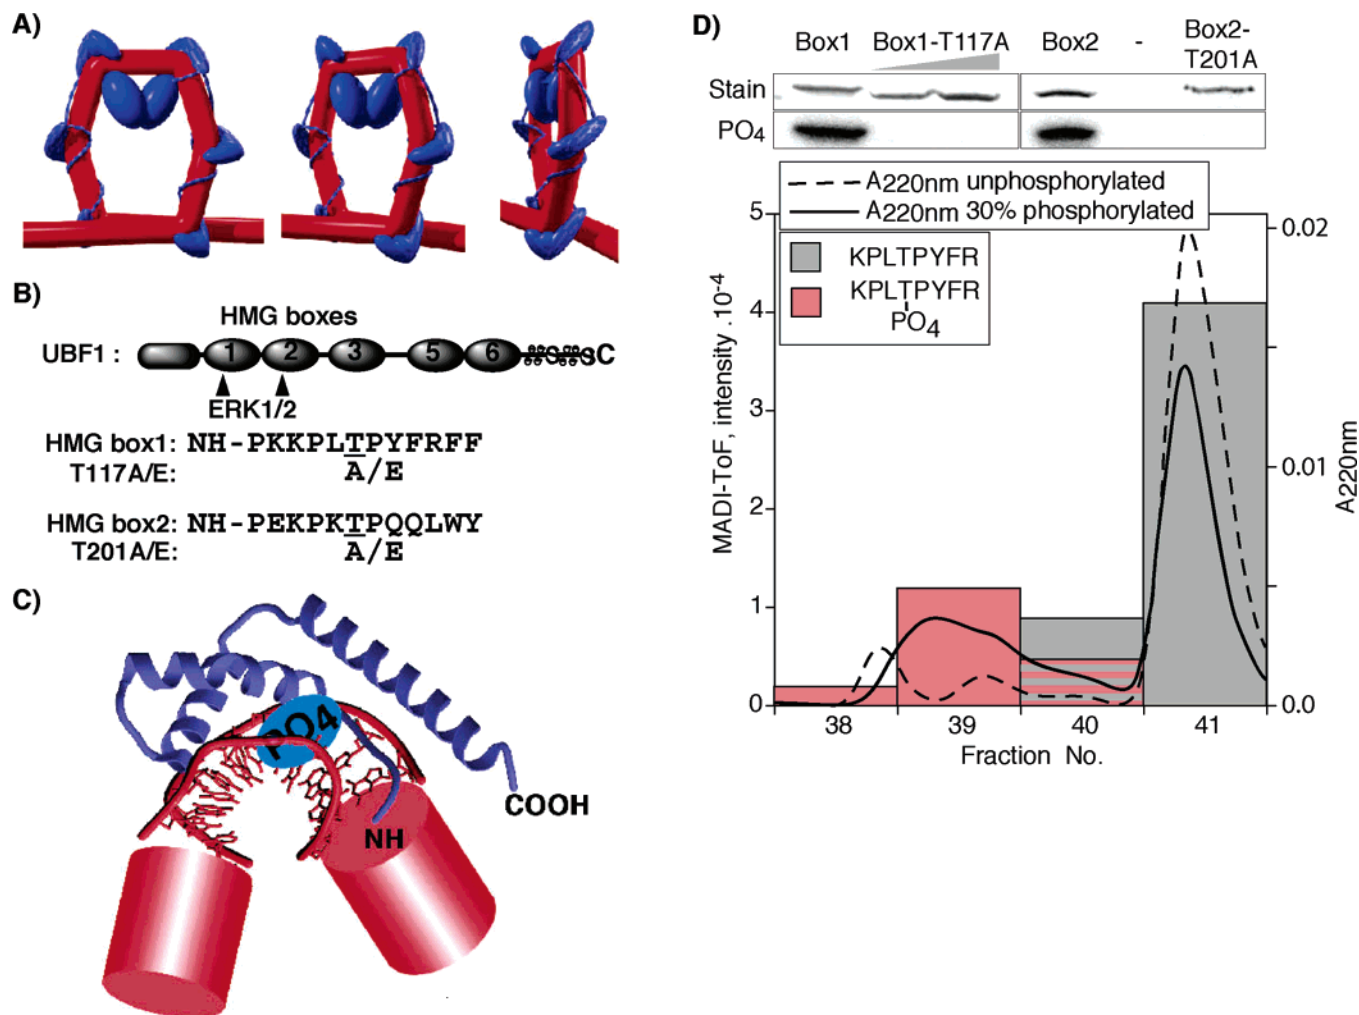 A)
B)
HMG boxes
UBF1 :
1 2 3 5 6
C
ERK1/2
HMG box1: NH-PKKPLTPYFRFF
T117A/E: A/E
HMG box2: NH-PEKPKTPQQLWY
T201A/E: A/E
C)
PO4
NH
COOH
D)
Box1 Box1-T117A Box2 - Box2-
T201A
Stain
PO4
A220nm unphosphorylated
A220nm 30% phosphorylated
KPLTPYFR
KPLTPYFR
PO4
MADI-ToF, intensity .10-4
5
4
3
2
1
0
0.02
0.01
0.0
A220nm
38 39 40 41
Fraction No.